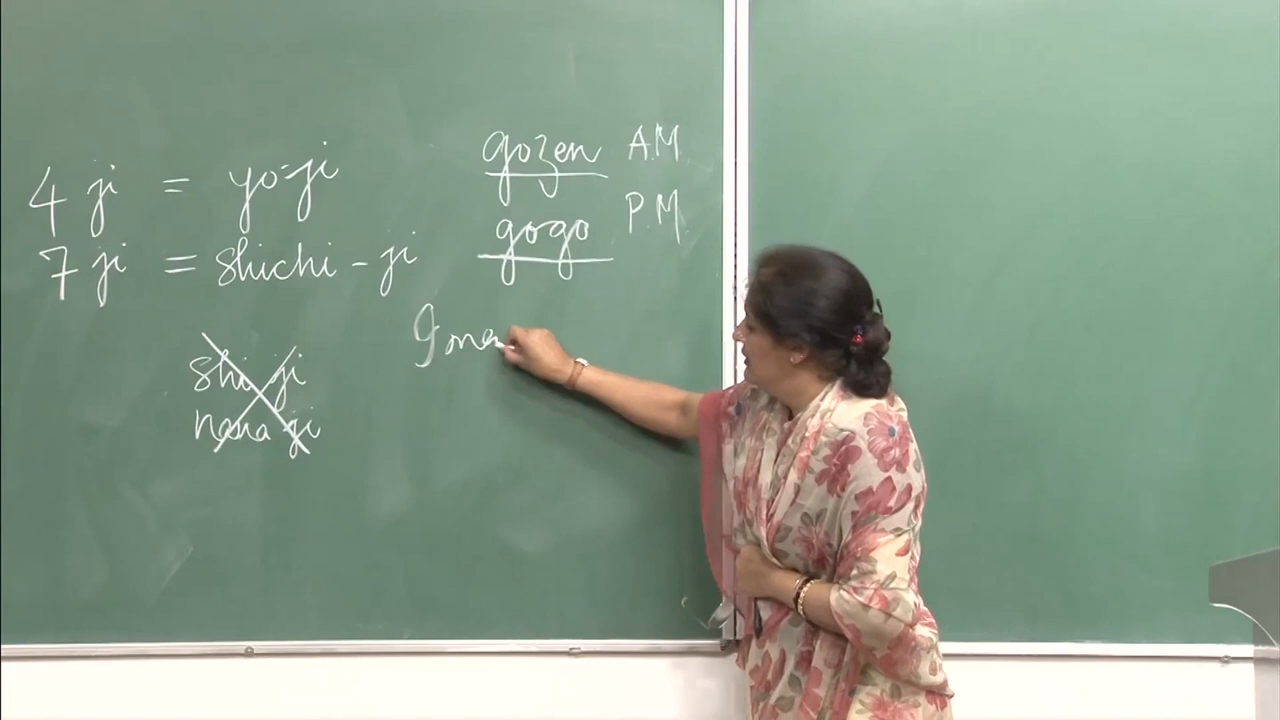 4 ji = yo-ji
7 ji = shichi - ji
shi ji
nana ji
gozen A.M.
gogo P.M.